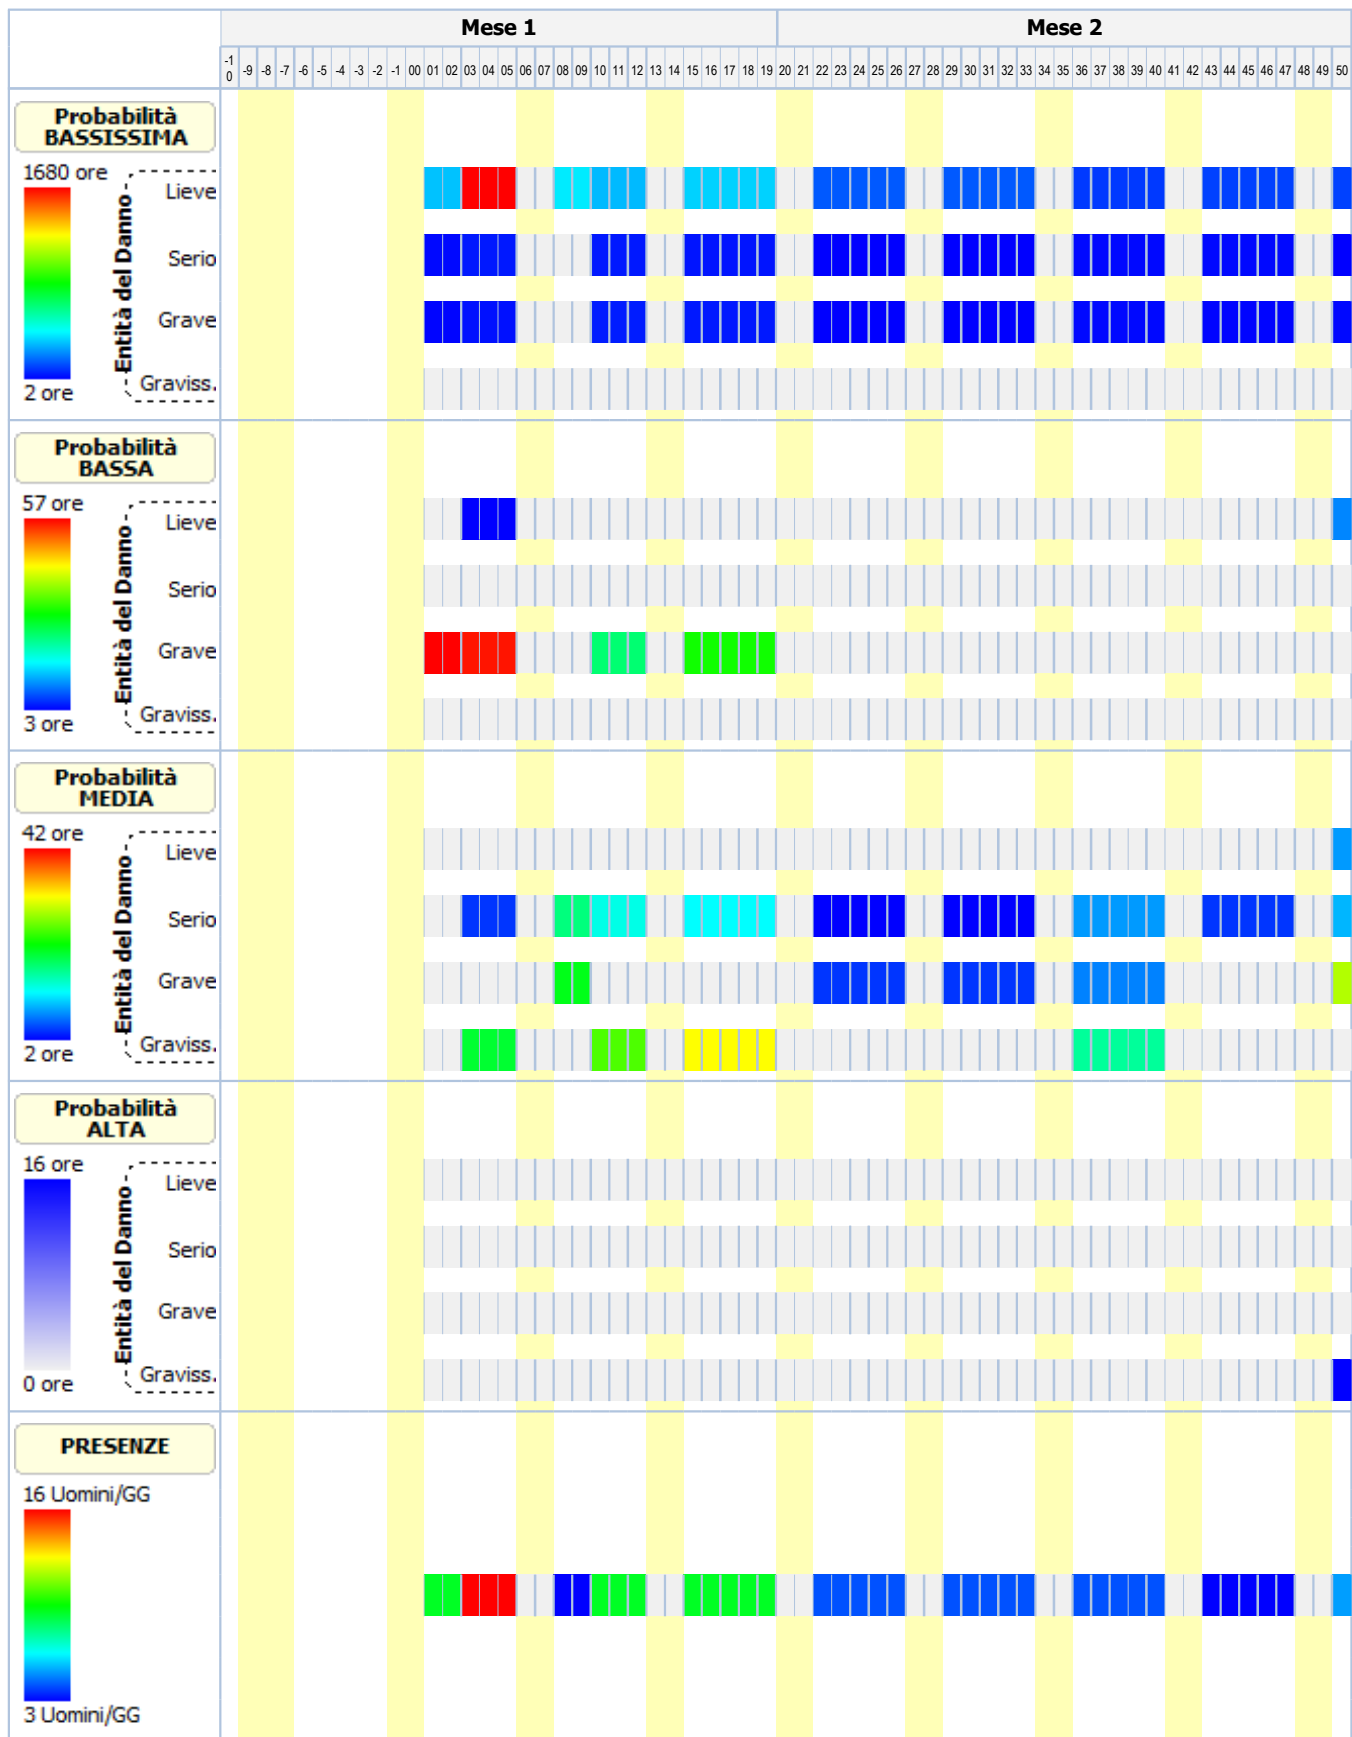 Mese 1 Mese 2
-10 -9 -8 -7 -6 -5 -4 -3 -2 -1 00 01 02 03 04 05 06 07 08 09 10 11 12 13 14 15 16 17 18 19 20 21 22 23 24 25 26 27 28 29 30 31 32 33 34 35 36 37 38 39 40 41 42 43 44 45 46 47 48 49 50
Probabilità
BASSISSIMA
1680 ore
Entità del Danno
Lieve
Serio
Grave
Graviss.
2 ore
Probabilità
BASSA
57 ore
Entità del Danno
Lieve
Serio
Grave
Graviss.
3 ore
Probabilità
MEDIA
42 ore
Entità del Danno
Lieve
Serio
Grave
Graviss.
2 ore
Probabilità
ALTA
16 ore
Entità del Danno
Lieve
Serio
Grave
Graviss.
0 ore
PRESENZE
16 Uomini/GG
3 Uomini/GG